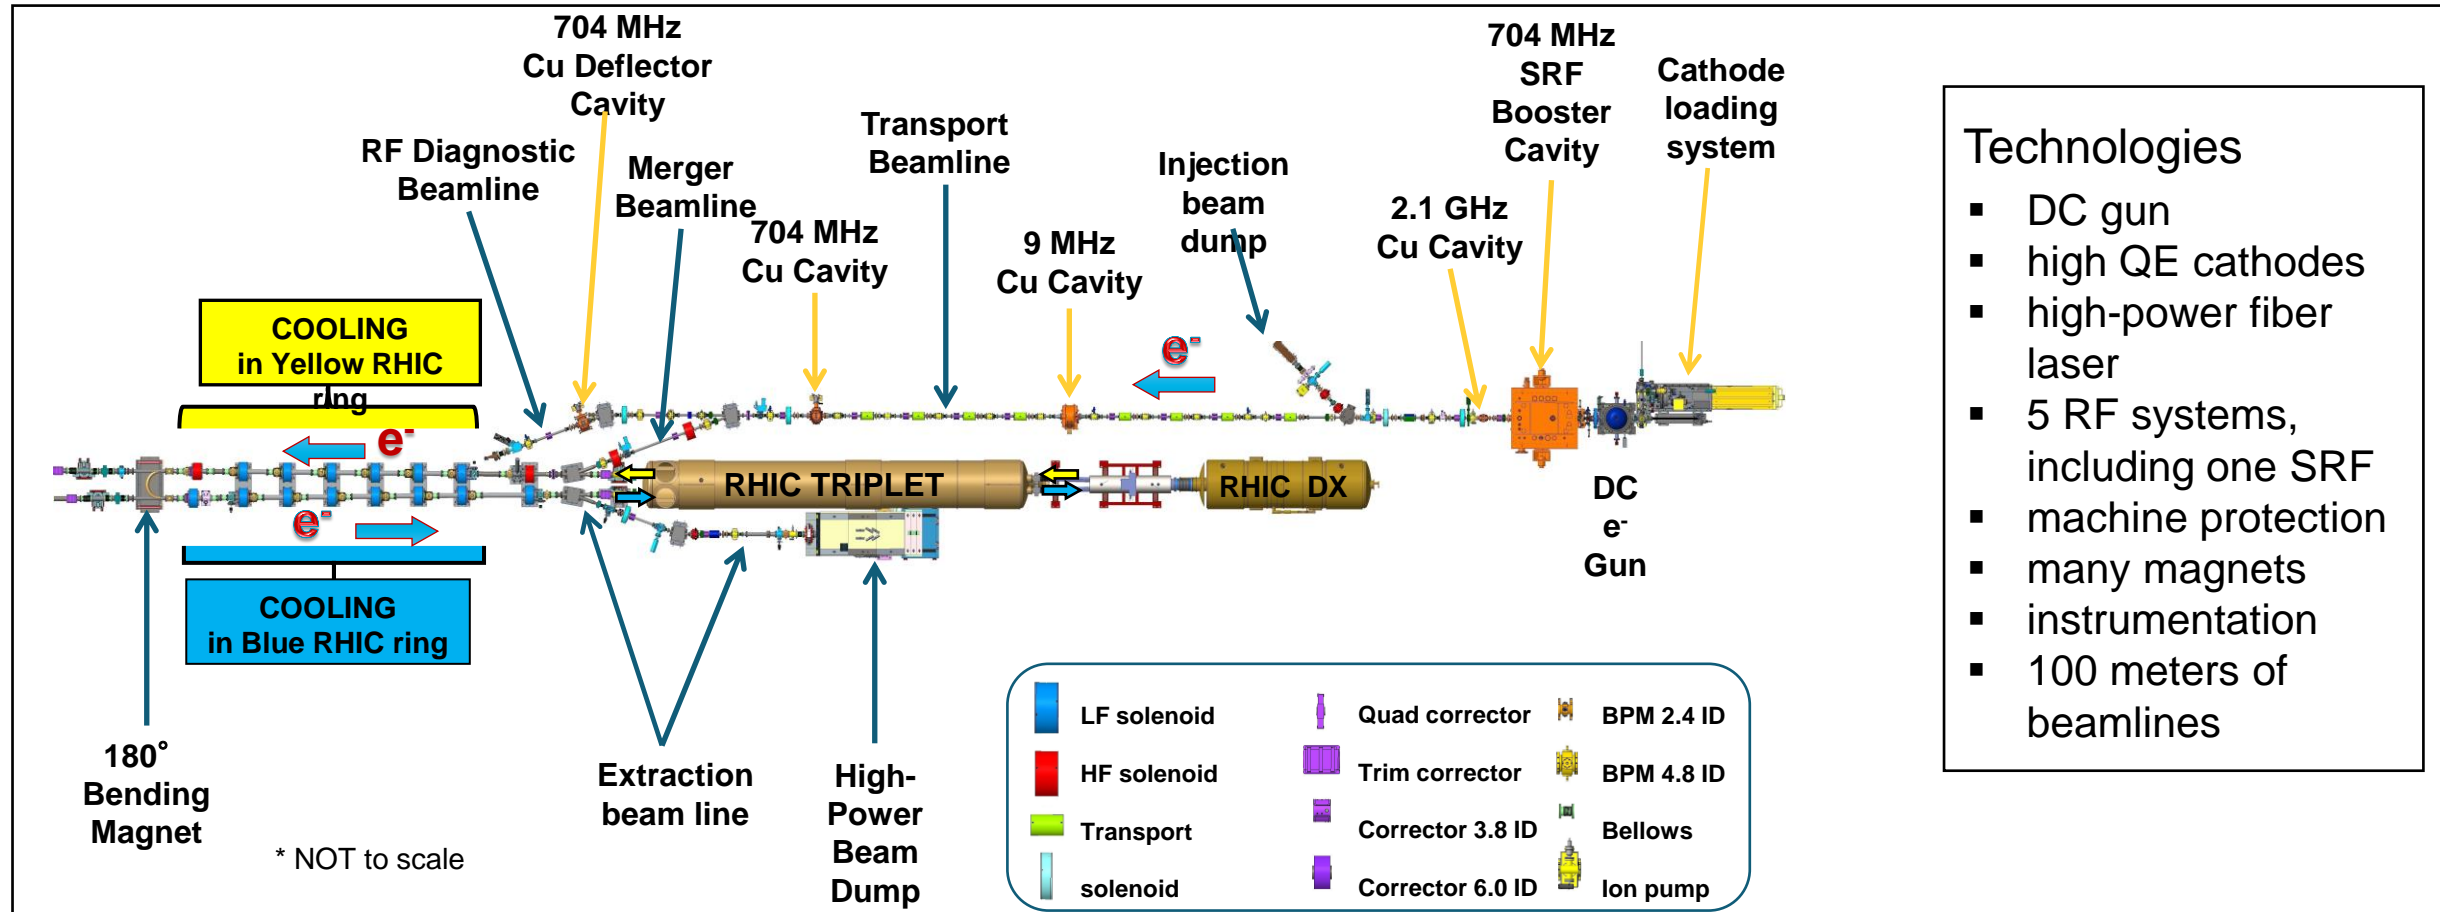 704 MHz
Cu Deflector
Cavity
RF Diagnostic
Beamline
Merger
Beamline
704 MHz
Cu Cavity
Transport
Beamline
9 MHz
Cu Cavity
Injection
beam
dump
2.1 GHz
Cu Cavity
704 MHz
SRF
Booster
Cavity
Cathode
loading
system
COOLING
in Yellow RHIC
ring
e-
e-
e-
RHIC TRIPLET
RHIC DX
DC
e-
Gun
COOLING
in Blue RHIC ring
180°
Bending
Magnet
* NOT to scale
Extraction
beam line
High-
Power
Beam
Dump
LF solenoid
HF solenoid
Transport
solenoid
Quad corrector
Trim corrector
Corrector 3.8 ID
Corrector 6.0 ID
BPM 2.4 ID
BPM 4.8 ID
Bellows
Ion pump
Technologies
▪ DC gun
▪ high QE cathodes
▪ high-power fiber
laser
▪ 5 RF systems,
including one SRF
▪ machine protection
▪ many magnets
▪ instrumentation
▪ 100 meters of
beamlines